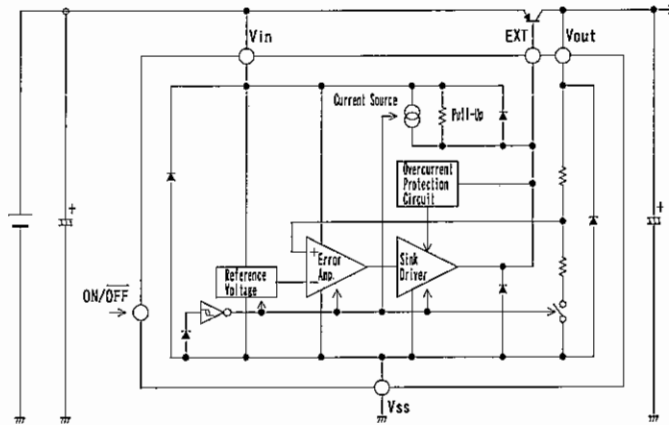 Vin
EXT
Vout
Current Source
Pull-Up
Overcurrent
Protection
Circuit
+
+
+
Error
Amp.
−
Sink
Driver
Reference
Voltage
ON/OFF
Vss